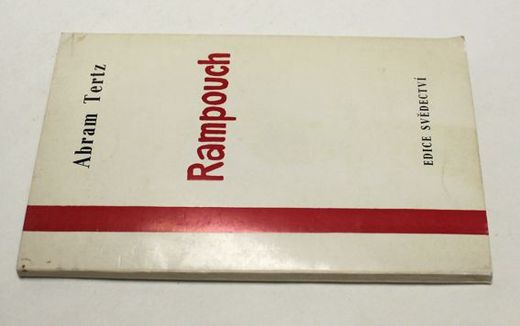 Abram Tertz
Rampouch
EDICE SVĚDECTVÍ